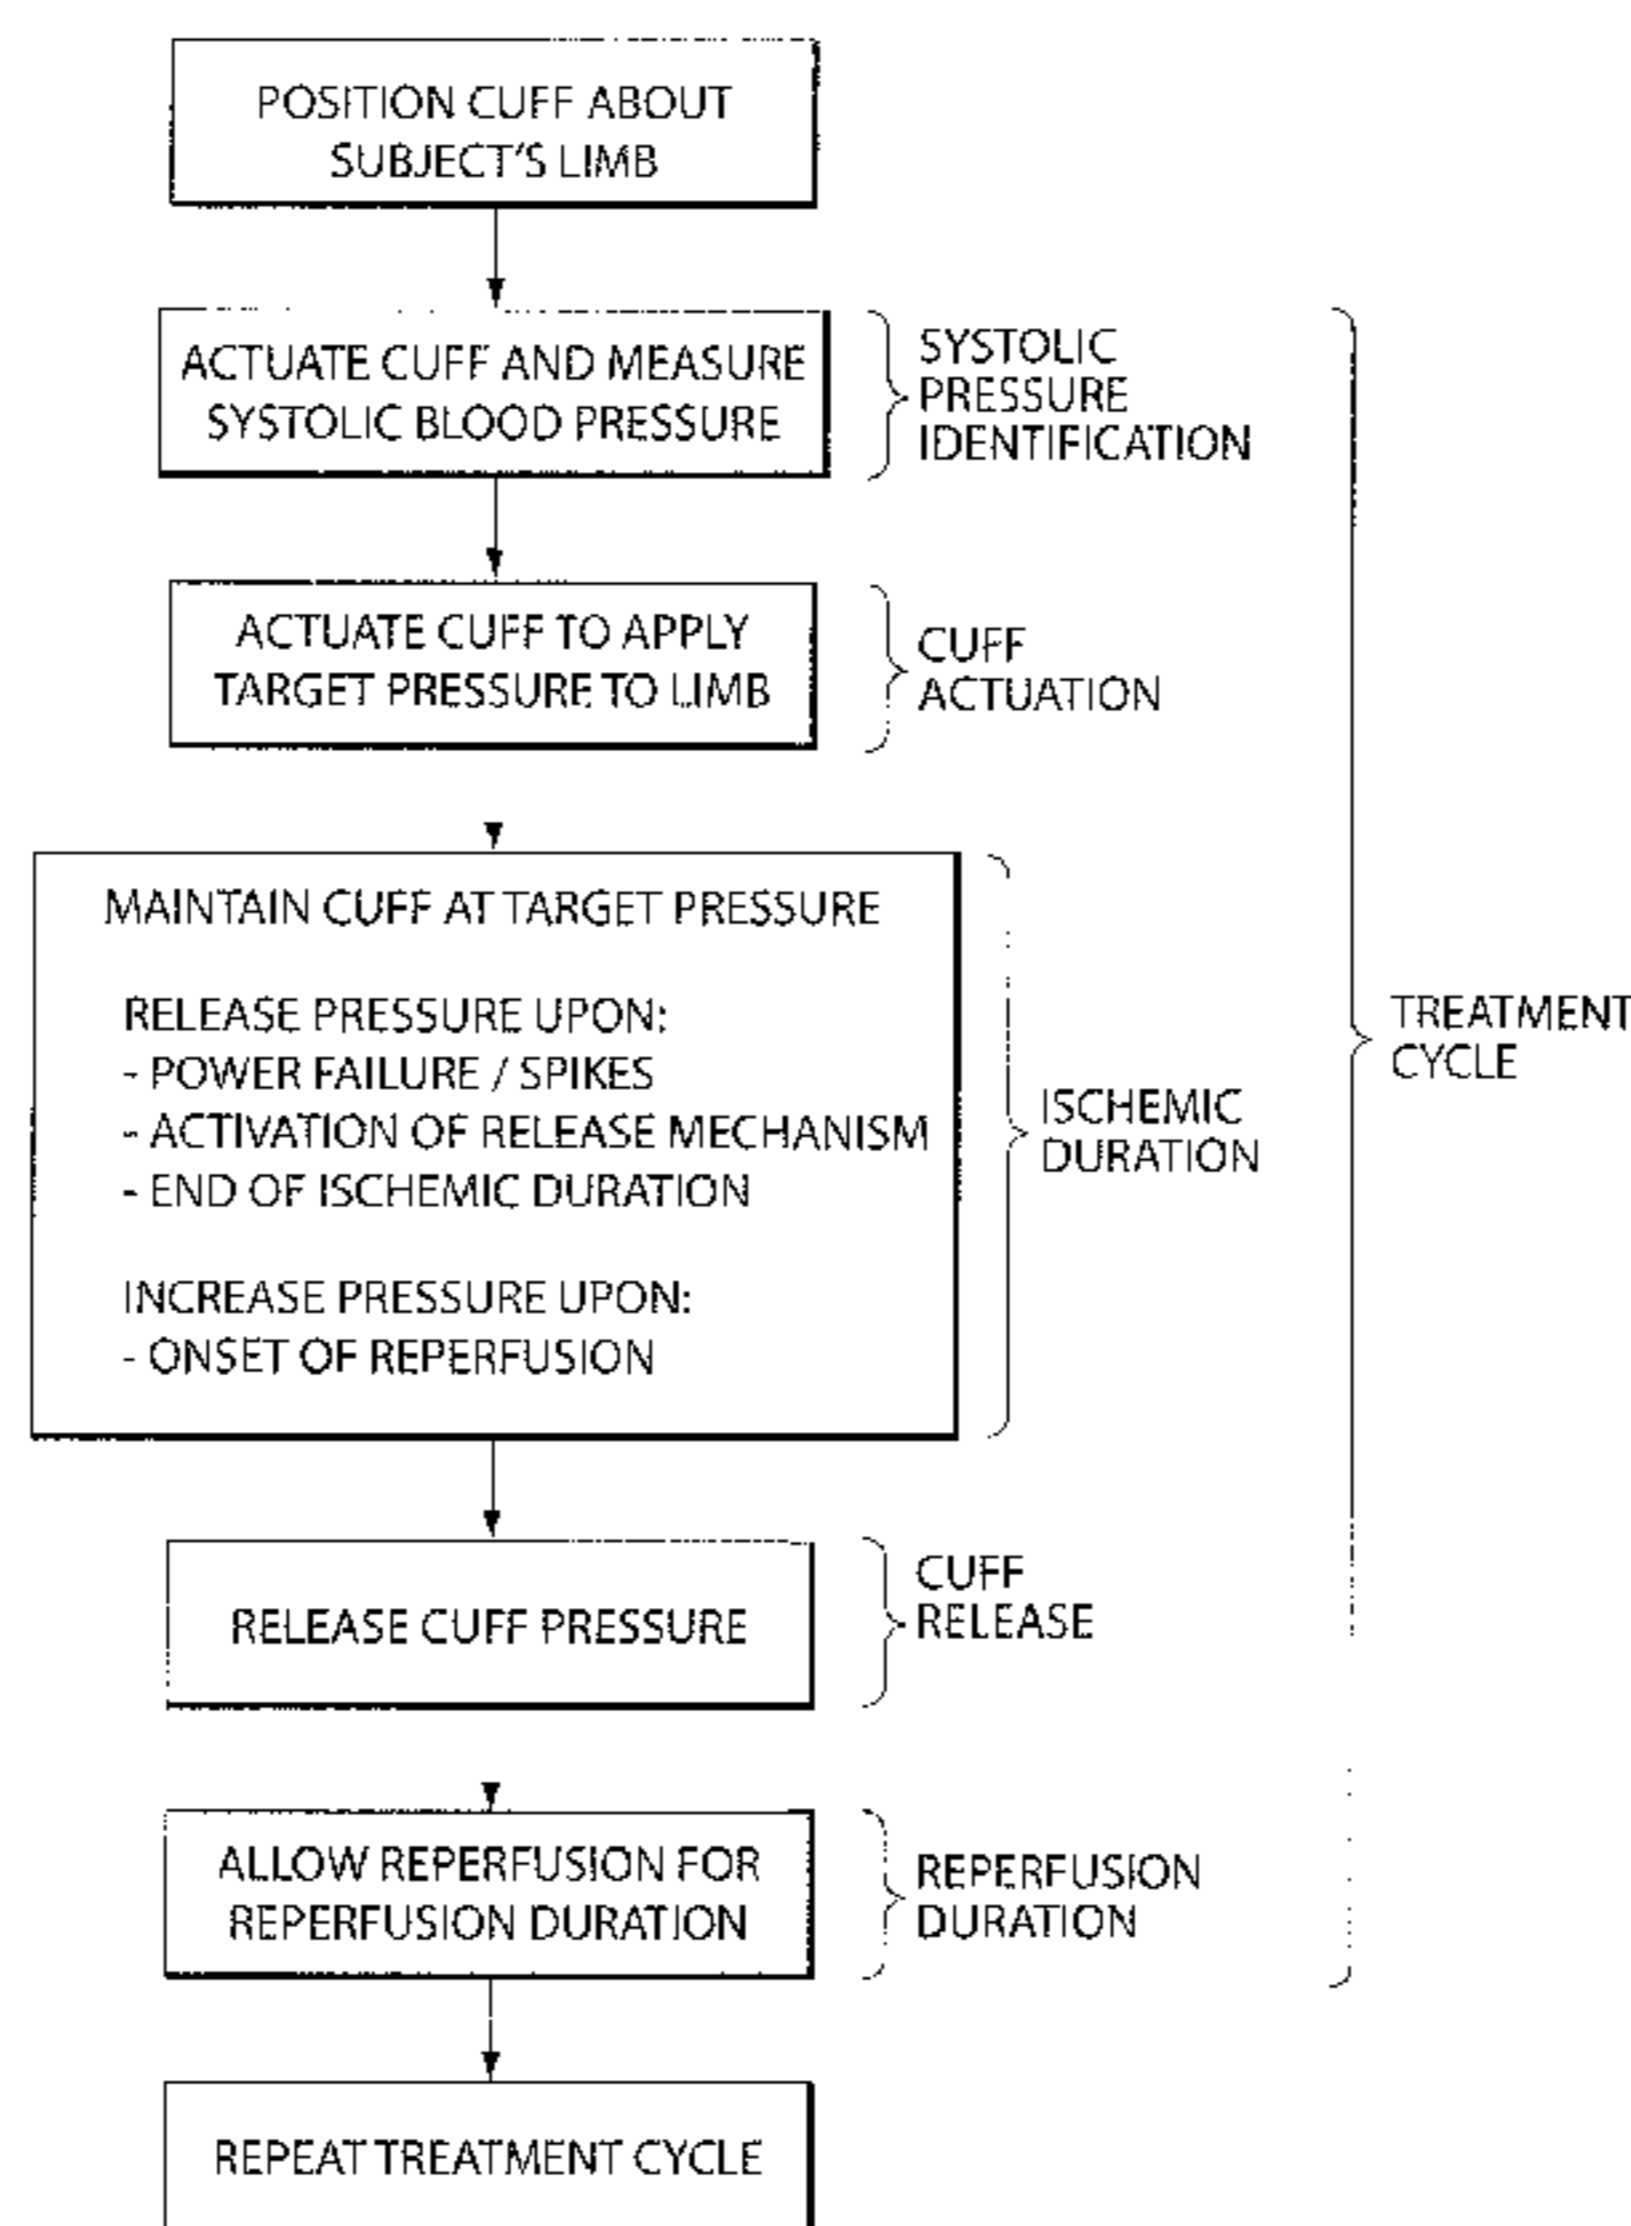 POSITION CUFF ABOUT
SUBJECT'S LIMB
ACTUATE CUFF AND MEASURE
SYSTOLIC BLOOD PRESSURE
SYSTOLIC
PRESSURE
IDENTIFICATION
ACTUATE CUFF TO APPLY
TARGET PRESSURE TO LIMB
CUFF
ACTUATION
MAINTAIN CUFF AT TARGET PRESSURE
RELEASE PRESSURE UPON:
- POWER FAILURE / SPIKES
- ACTIVATION OF RELEASE MECHANISM
- END OF ISCHEMIC DURATION
INCREASE PRESSURE UPON:
- ONSET OF REPERFUSION
ISCHEMIC
DURATION
TREATMENT
CYCLE
RELEASE CUFF PRESSURE
CUFF
RELEASE
ALLOW REPERFUSION FOR
REPERFUSION DURATION
REPERFUSION
DURATION
REPEAT TREATMENT CYCLE